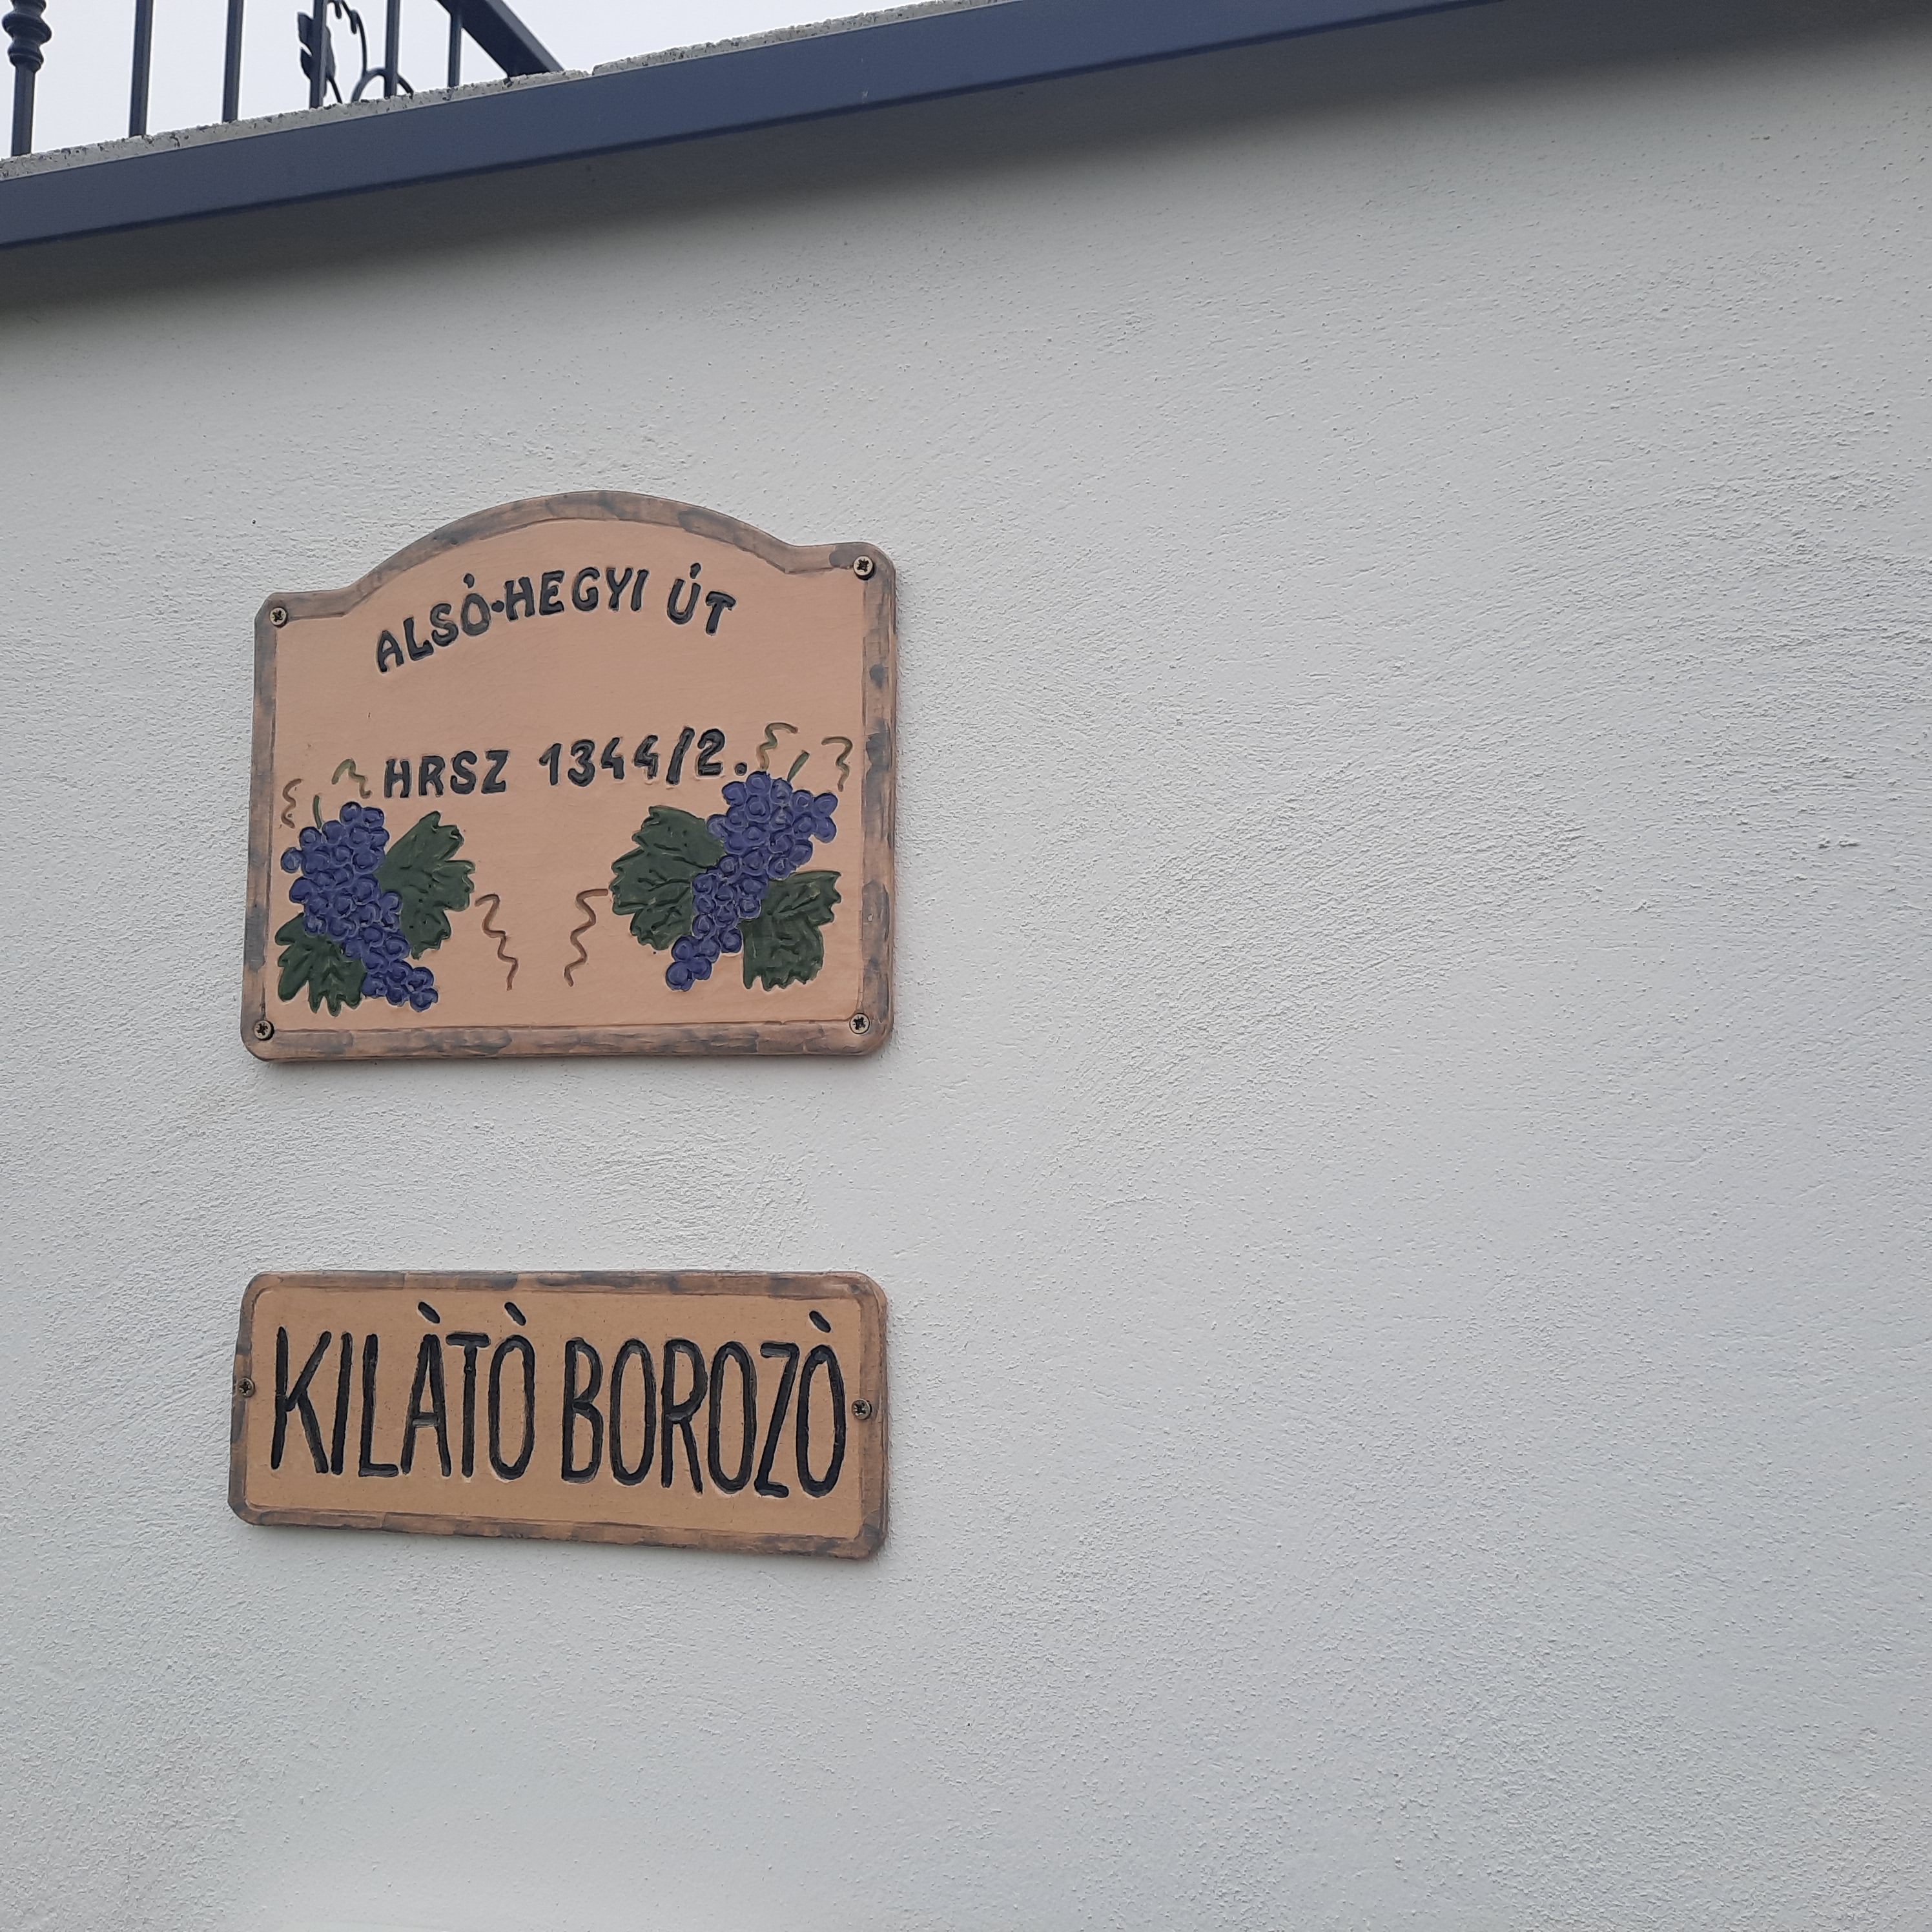 ALSÓ-HEGYI ÚT
HRSZ 1344/2.
KILÀTÒ BOROZÒ